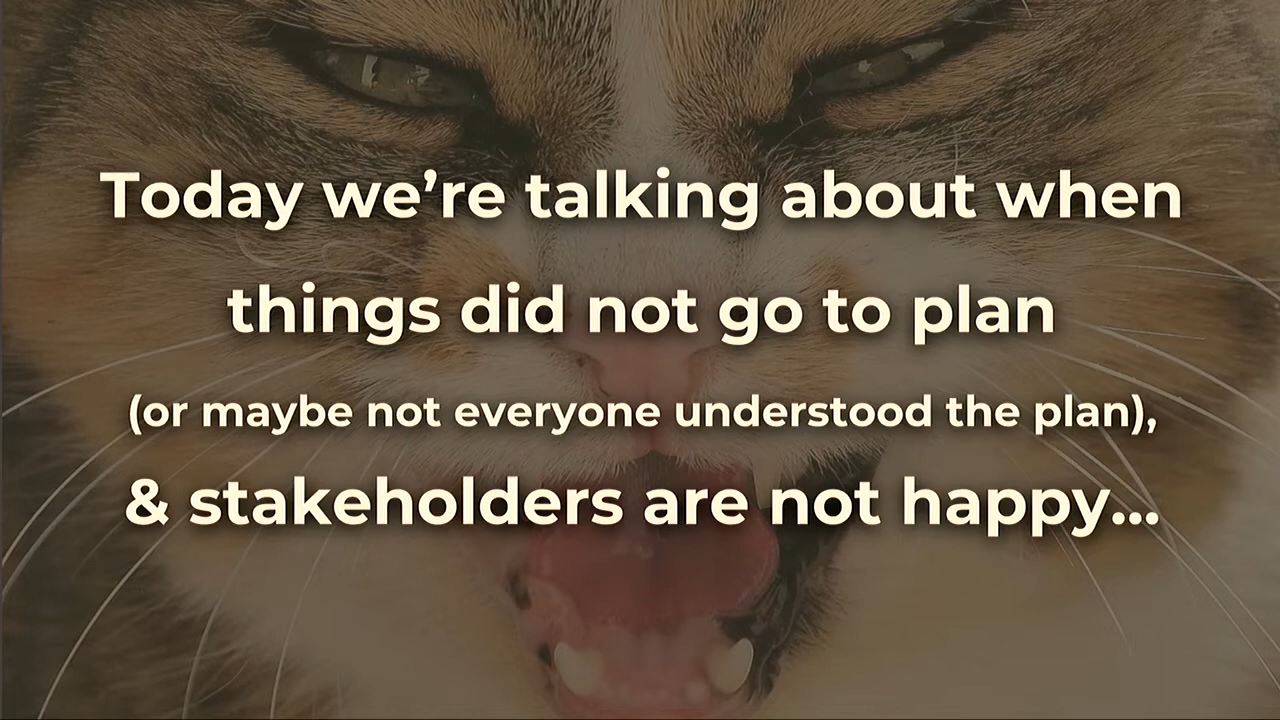 Today we’re talking about when
things did not go to plan
(or maybe not everyone understood the plan),
& stakeholders are not happy...